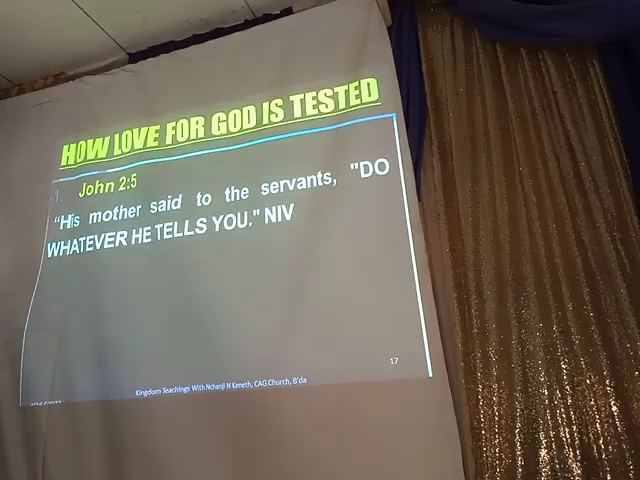 HOW LOVE FOR GOD IS TESTED
1. John 2:5
“His mother said to the servants, "DO
WHATEVER HE TELLS YOU." NIV
17
Kingdom Teachings With Nchanji N Keneth, CAG Church, B'da